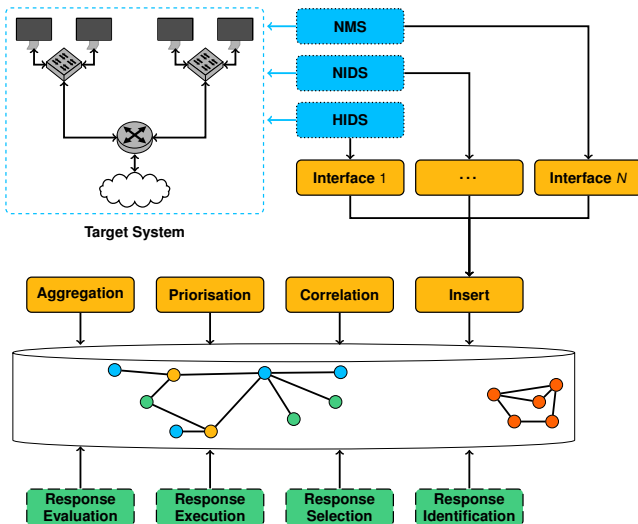 NMS
NIDS
HIDS
Interface 1
...
Interface N
Target System
Aggregation
Priorisation
Correlation
Insert
Response
Evaluation
Response
Execution
Response
Selection
Response
Identification